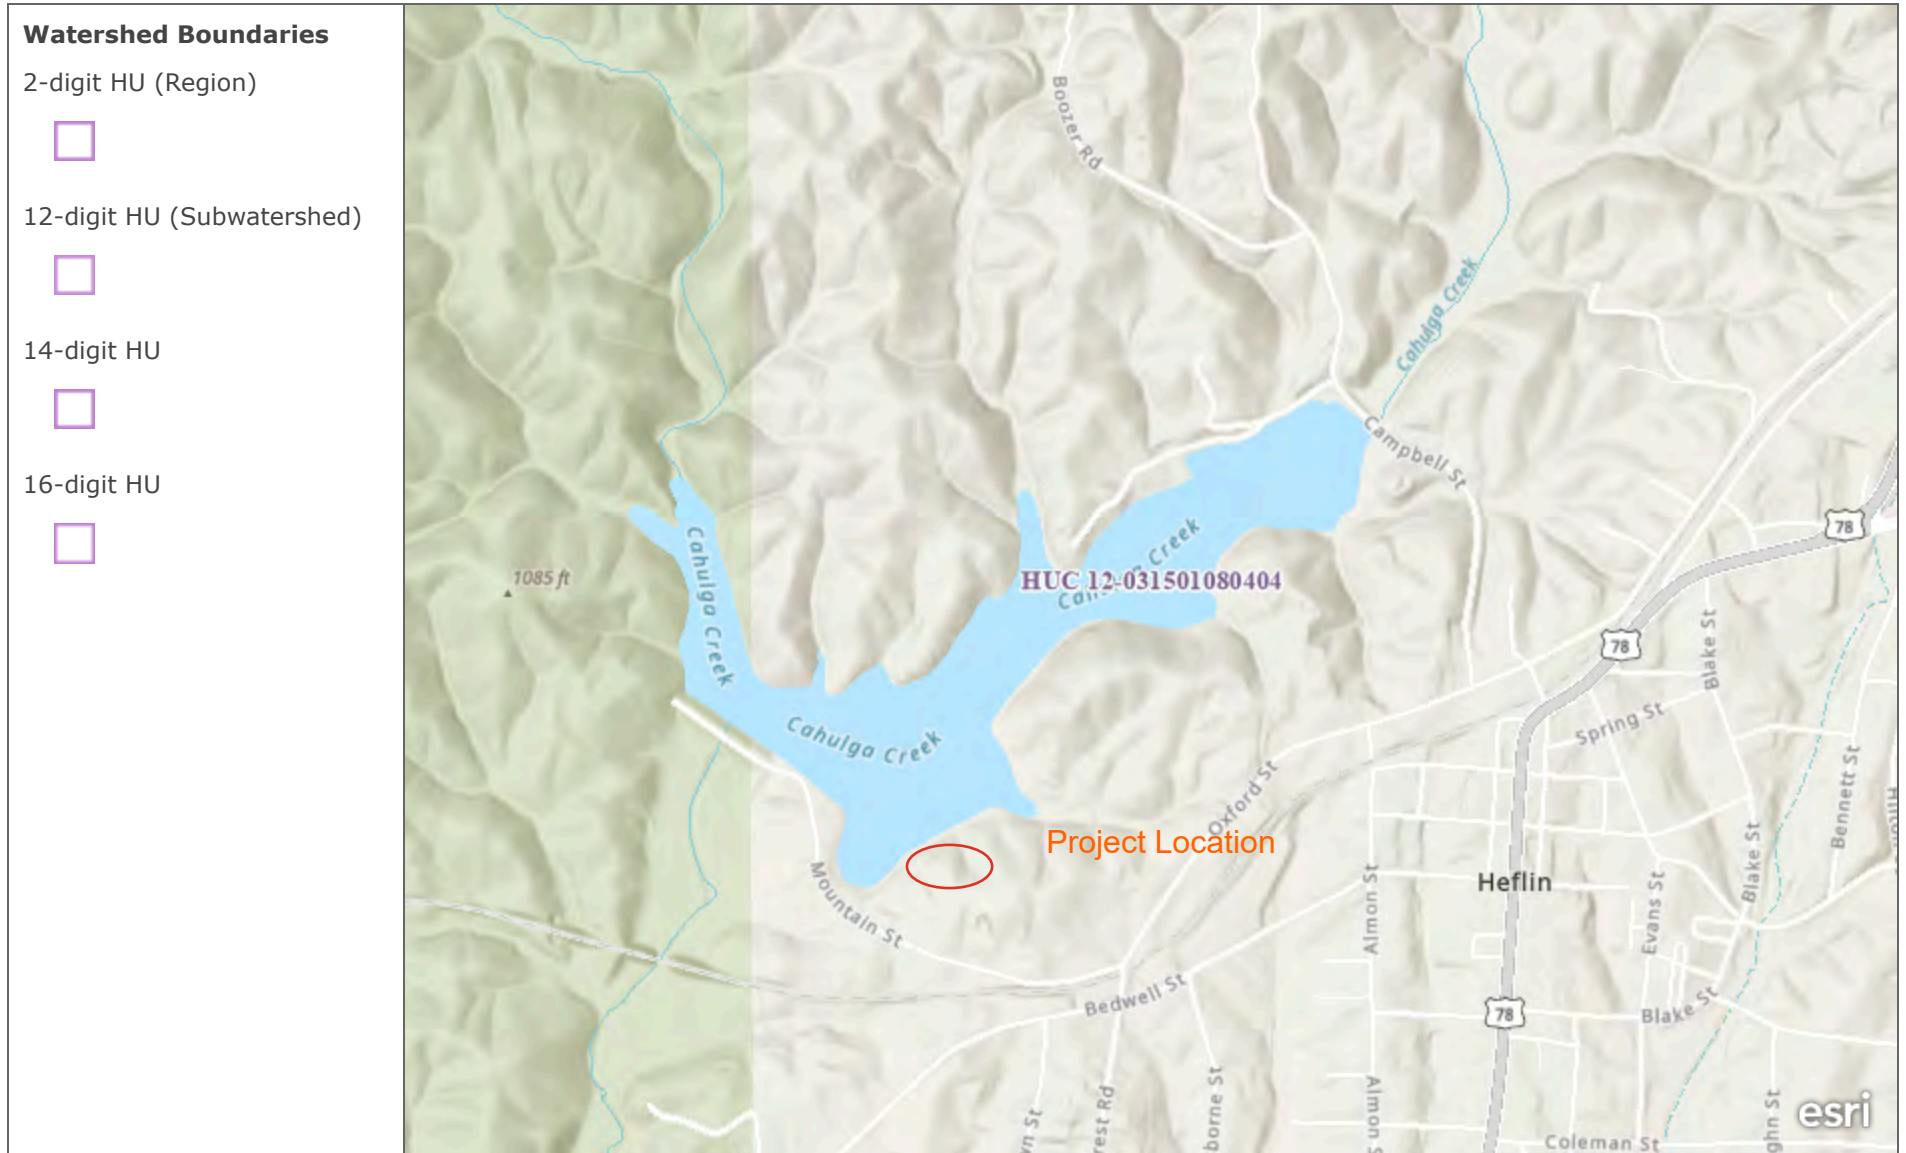 Watershed Boundaries
2-digit HU (Region)
12-digit HU (Subwatershed)
14-digit HU
16-digit HU
Boozer Rd
Cahulga Creek
Campbell St
78
1085 ft
Cahulga Creek
Creek
HUC 12-031501080404
78
Blake St
Spring St
Cahulga Creek
Bennett St
Oxford St
Project Location
Heflin
Almon St
Evans St
Blake St
Mountain St
Bedwell St
78
Blake St
esri
Coleman St